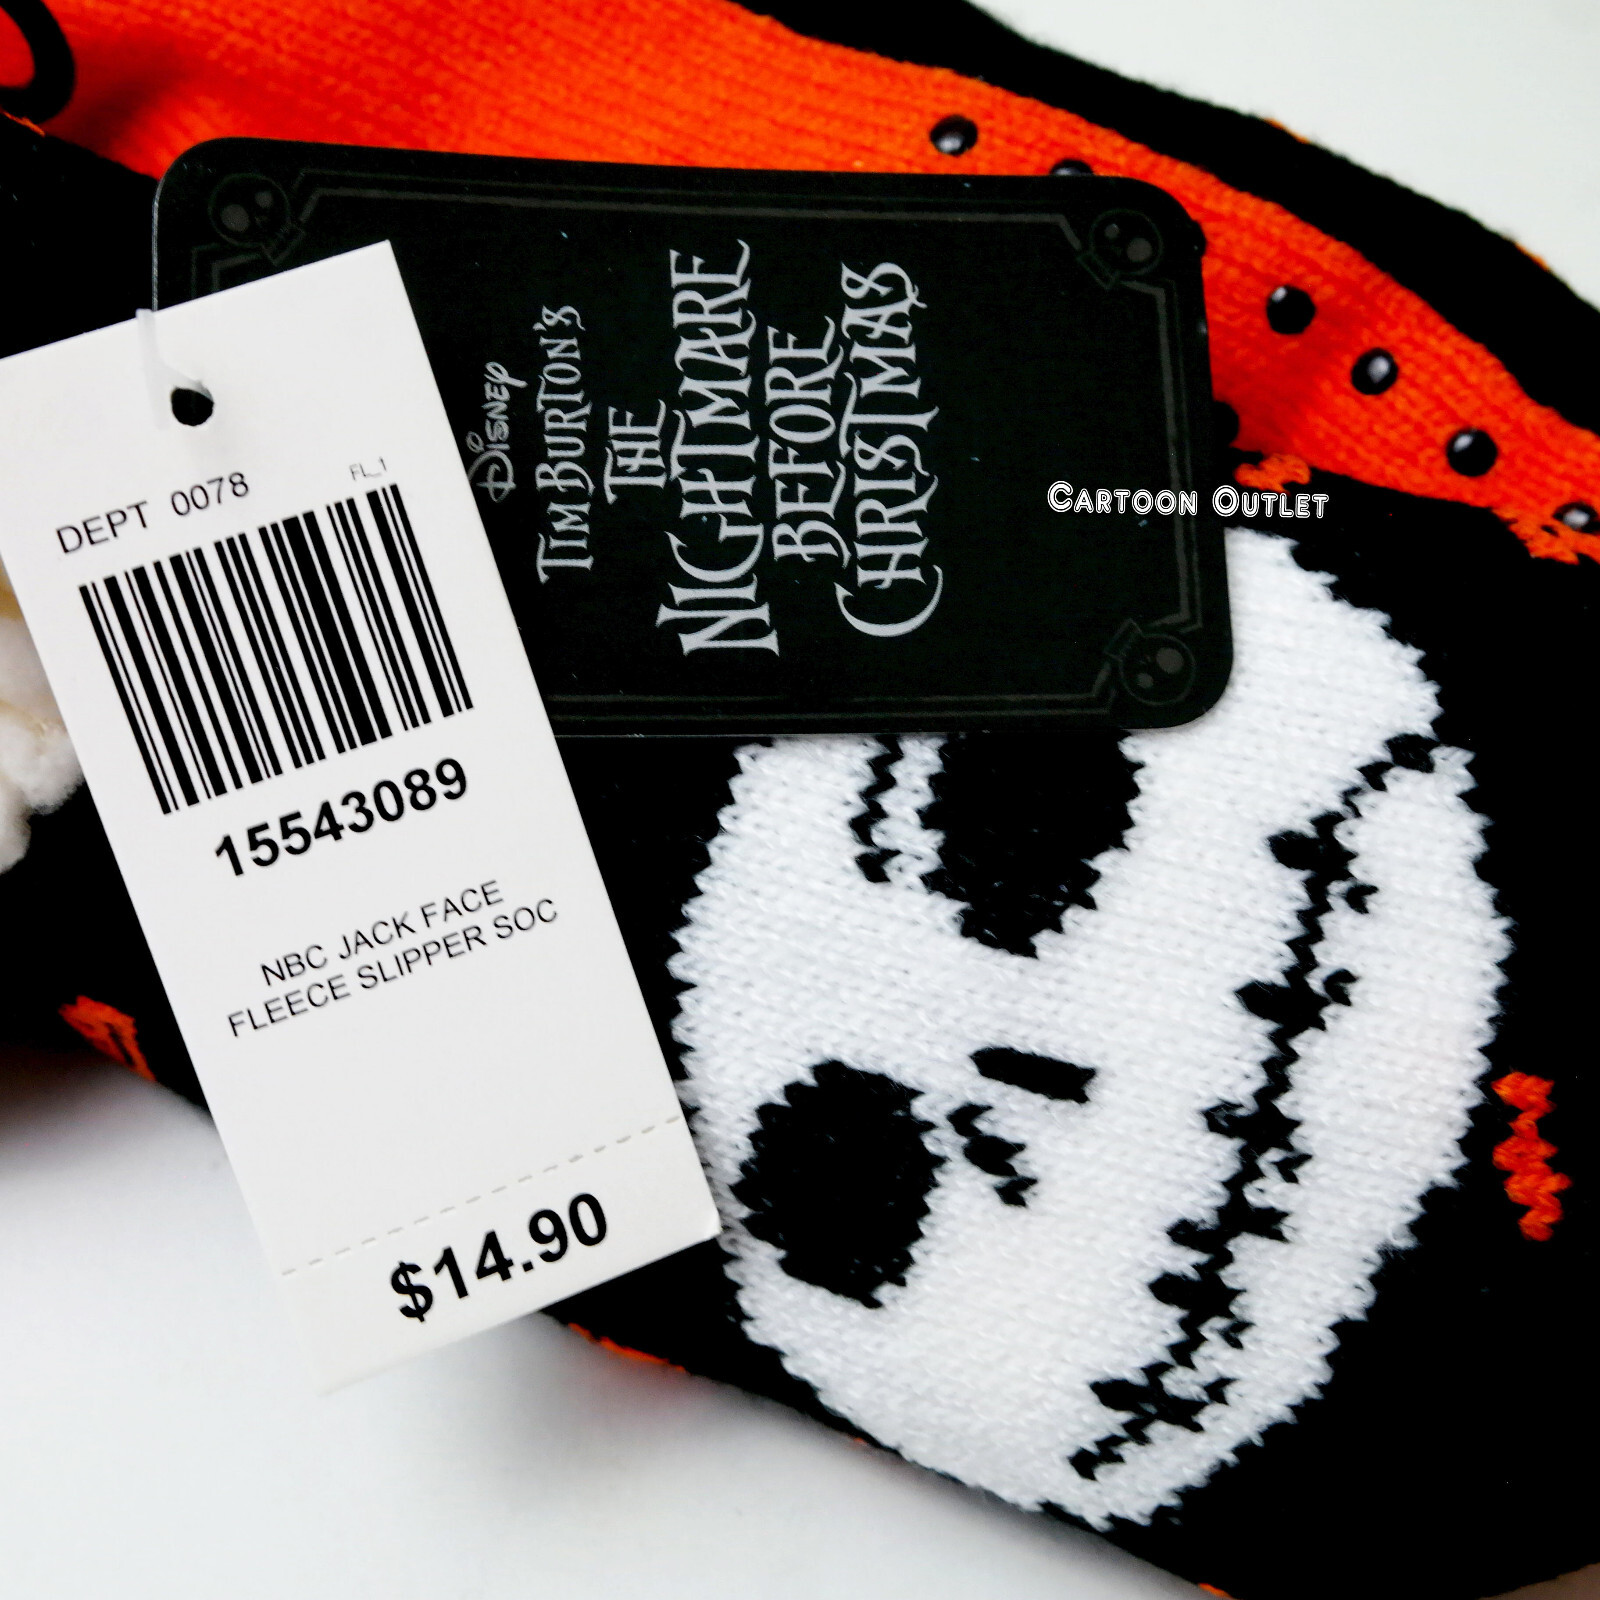 DISNEY
TIM BURTON'S
THE
NIGHTMARE
BEFORE
CHRISTMAS
CARTOON OUTLET
FL_1
DEPT 0078
15543089
NBC JACK FACE
FLEECE SLIPPER SOC
$14.90